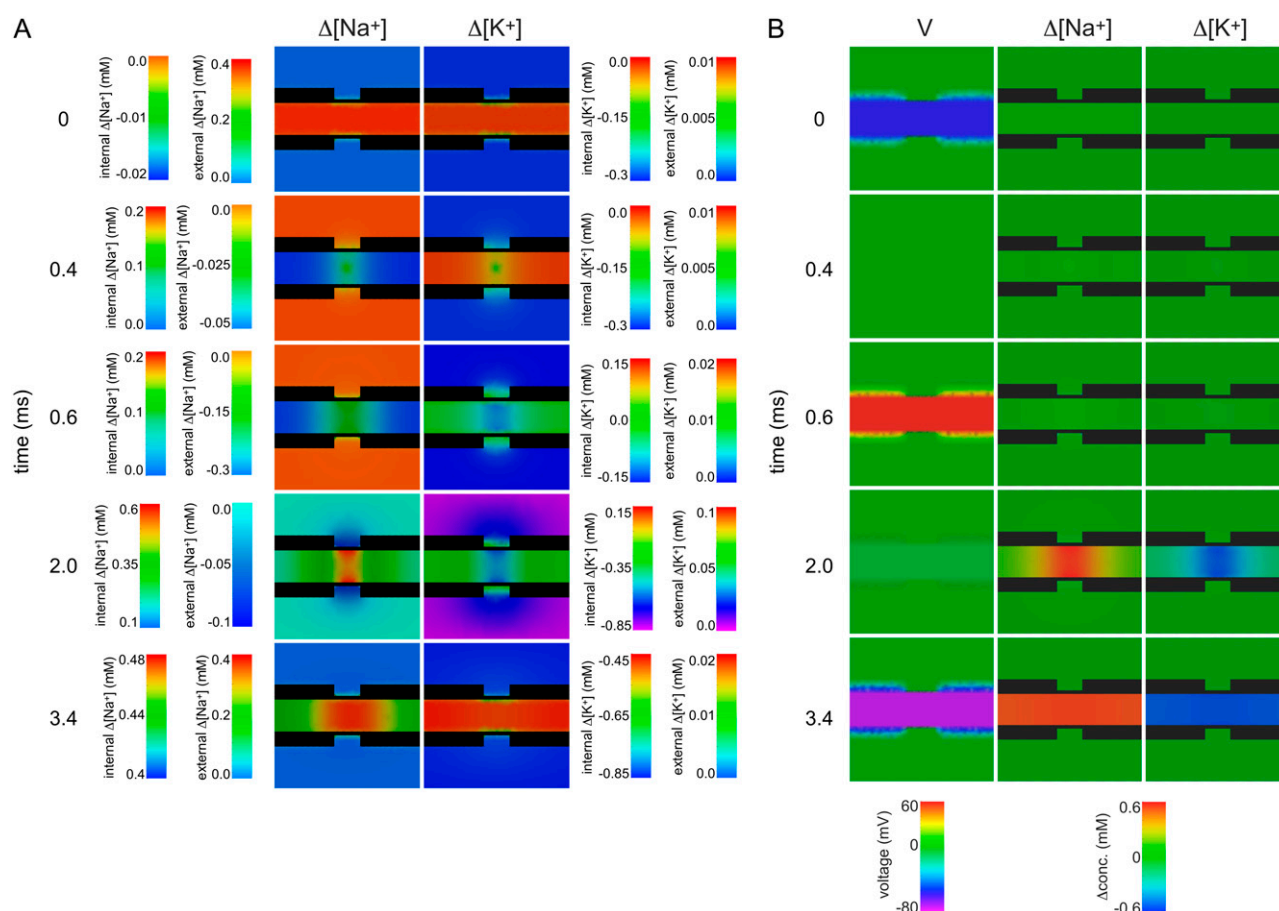 A
Δ[Na+]
Δ[K+]
0
internal Δ[Na+] (mM)
0.0
-0.01
-0.02
external Δ[Na+] (mM)
0.4
0.2
0.0
internal Δ[K+] (mM)
0.0
-0.15
-0.3
external Δ[K+] (mM)
0.01
0.005
0.0
0.4
internal Δ[Na+] (mM)
0.2
0.1
0.0
external Δ[Na+] (mM)
0.0
-0.025
-0.05
internal Δ[K+] (mM)
0.0
-0.15
-0.3
external Δ[K+] (mM)
0.01
0.005
0.0
time (ms)
0.6
internal Δ[Na+] (mM)
0.2
0.1
0.0
external Δ[Na+] (mM)
0.0
-0.15
-0.3
internal Δ[K+] (mM)
0.15
0.0
-0.15
external Δ[K+] (mM)
0.02
0.01
0.0
2.0
internal Δ[Na+] (mM)
0.6
0.35
0.1
external Δ[Na+] (mM)
0.0
-0.05
-0.1
internal Δ[K+] (mM)
0.15
-0.35
-0.85
external Δ[K+] (mM)
0.1
0.05
0.0
3.4
internal Δ[Na+] (mM)
0.48
0.44
0.4
external Δ[Na+] (mM)
0.4
0.2
0.0
internal Δ[K+] (mM)
-0.45
-0.65
-0.85
external Δ[K+] (mM)
0.02
0.01
0.0
B
V
Δ[Na+]
Δ[K+]
0
0.4
time (ms)
0.6
2.0
3.4
voltage (mV)
60
0
-80
Δconc. (mM)
0.6
0
-0.6